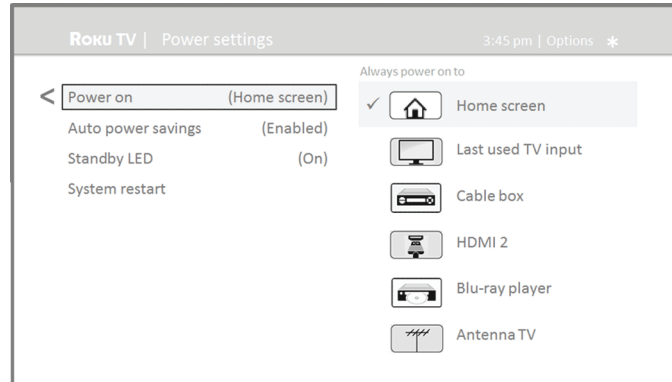 ROKU TV | Power settings
3:45 pm | Options ✱
Always power on to
< Power on (Home screen)
Auto power savings (Enabled)
Standby LED (On)
System restart
✓ Home screen
Last used TV input
Cable box
HDMI 2
Blu-ray player
Antenna TV